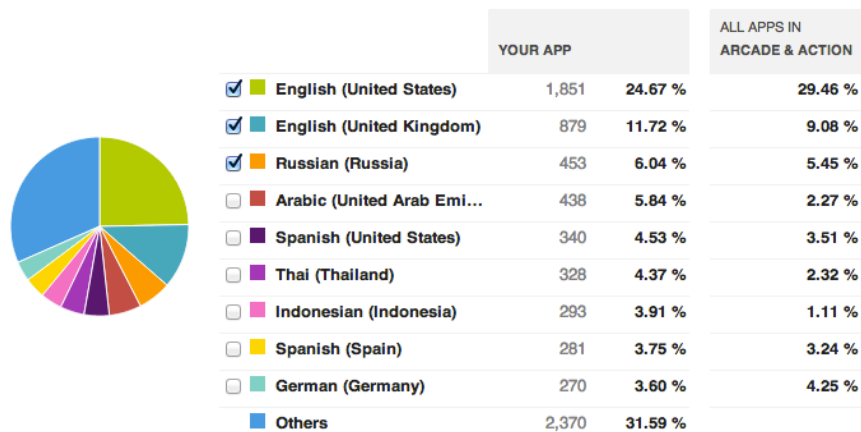 ALL APPS IN
YOUR APP ARCADE & ACTION
English (United States) 1,851 24.67 % 29.46 %
English (United Kingdom) 879 11.72 % 9.08 %
Russian (Russia) 453 6.04 % 5.45 %
Arabic (United Arab Emi... 438 5.84 % 2.27 %
Spanish (United States) 340 4.53 % 3.51 %
Thai (Thailand) 328 4.37 % 2.32 %
Indonesian (Indonesia) 293 3.91 % 1.11 %
Spanish (Spain) 281 3.75 % 3.24 %
German (Germany) 270 3.60 % 4.25 %
Others 2,370 31.59 %